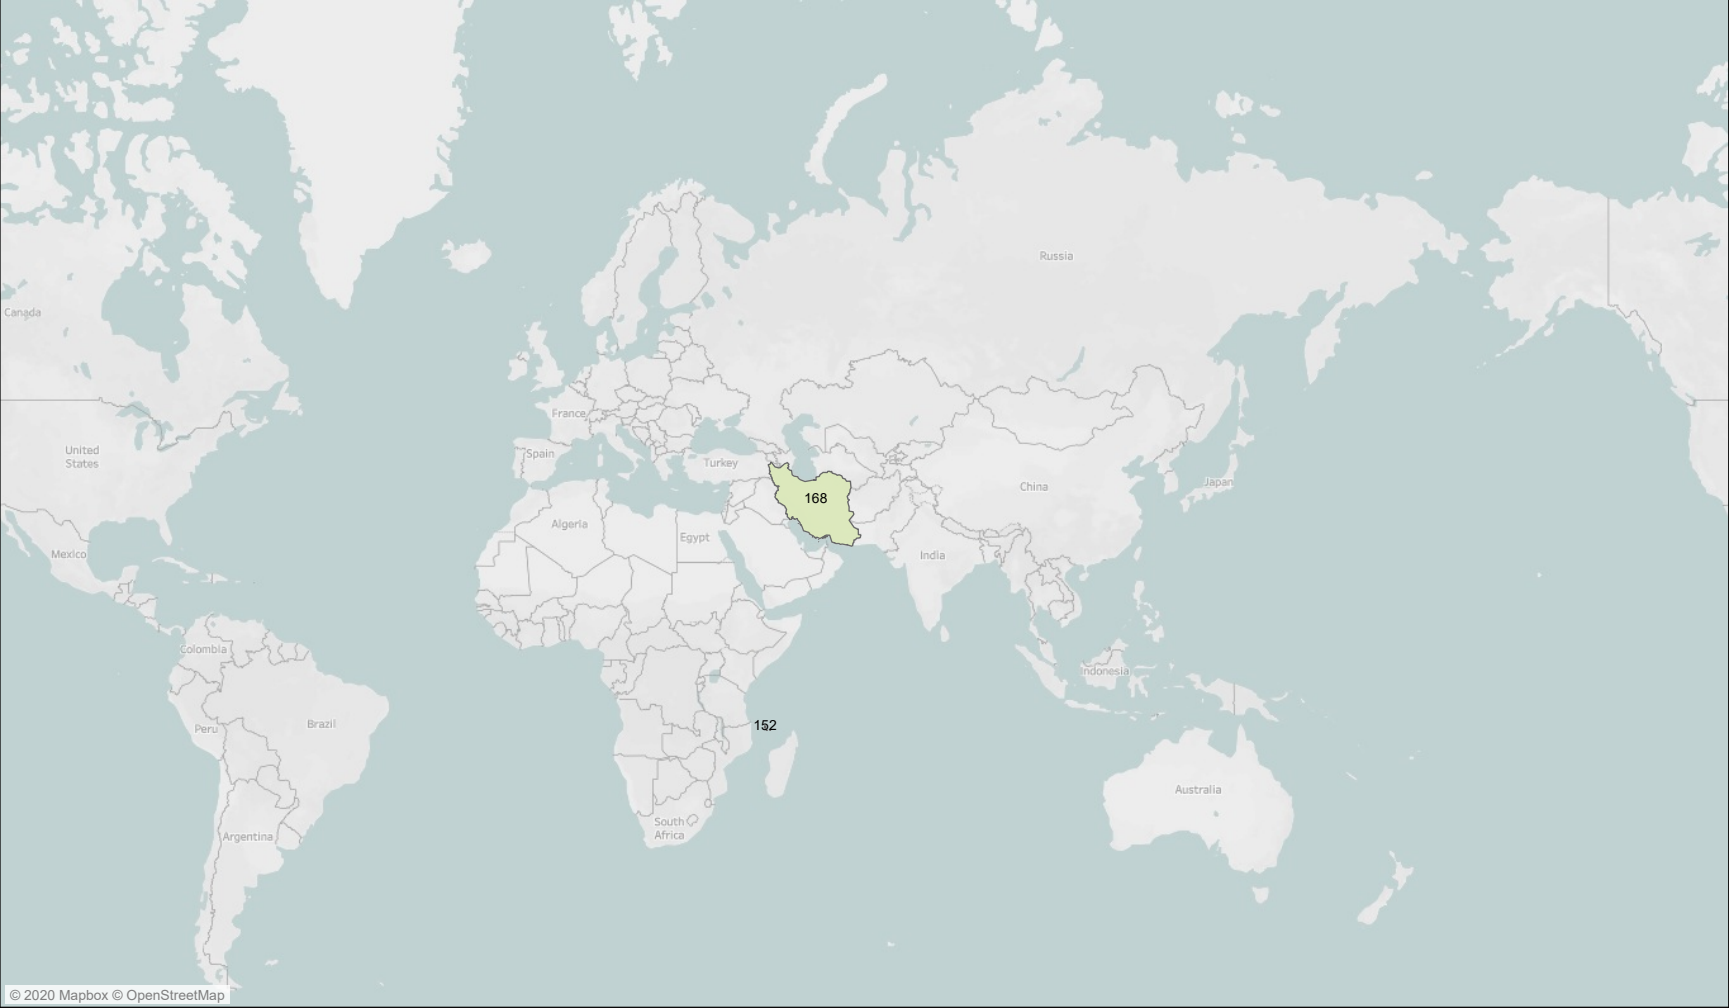 Russia
Canada
France
United
States
Spain
Turkey
China
Japan
168
Algeria
Egypt
Mexico
India
Colombia
Indonesia
Brazil
Peru
152
Australia
South
Africa
Argentina
© 2020 Mapbox © OpenStreetMap